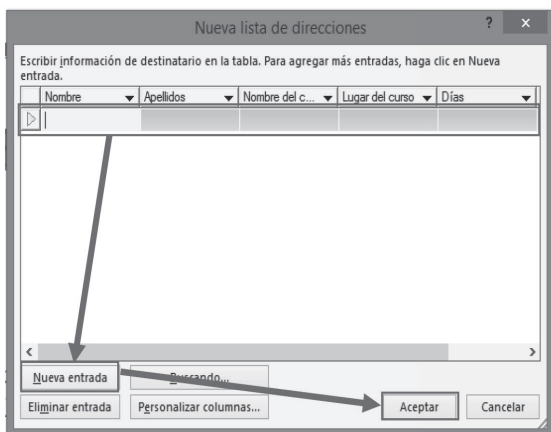 Nueva lista de direcciones
? x
Escribir información de destinatario en la tabla. Para agregar más entradas, haga clic en Nueva
entrada.
Nombre Apellidos Nombre del c... Lugar del curso Días
Nueva entrada Buscando...
Eliminar entrada Personalizar columnas... Aceptar Cancelar